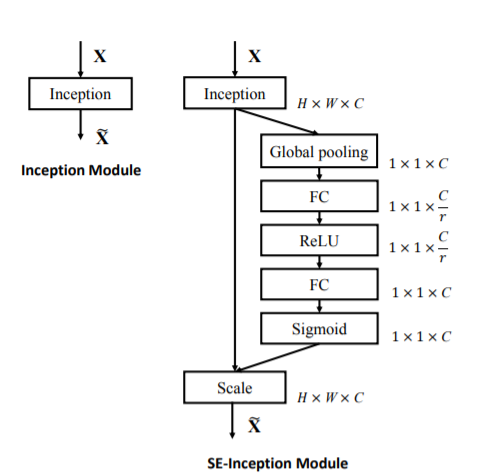 X
Inception
X̃
Inception Module
X
Inception
H × W × C
Global pooling
1 × 1 × C
FC
1 × 1 × C/r
ReLU
1 × 1 × C/r
FC
1 × 1 × C
Sigmoid
1 × 1 × C
Scale
H × W × C
X̃
SE-Inception Module